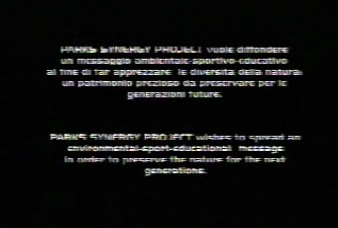 PARKS SYNERGY PROJECT vuole diffondere
un messaggio ambientale-sportivo-educativo
al fine di far apprezzare le diversità della natura:
un patrimonio prezioso da preservare per le
generazioni future.
PARKS SYNERGY PROJECT wishes to spread an
environmental-sport-educational message
in order to preserve the nature for the next
generations.